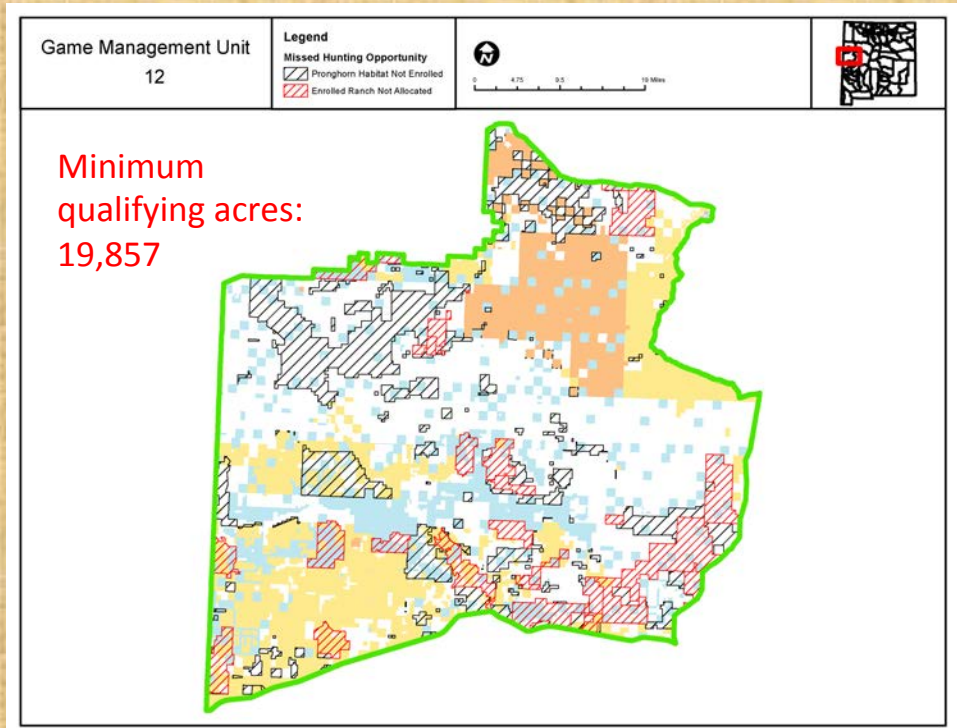 Game Management Unit
12
Legend
Missed Hunting Opportunity
Pronghorn Habitat Not Enrolled
Enrolled Ranch Not Allocated
N
0 4.75 9.5 19 Miles
Minimum
qualifying acres:
19,857